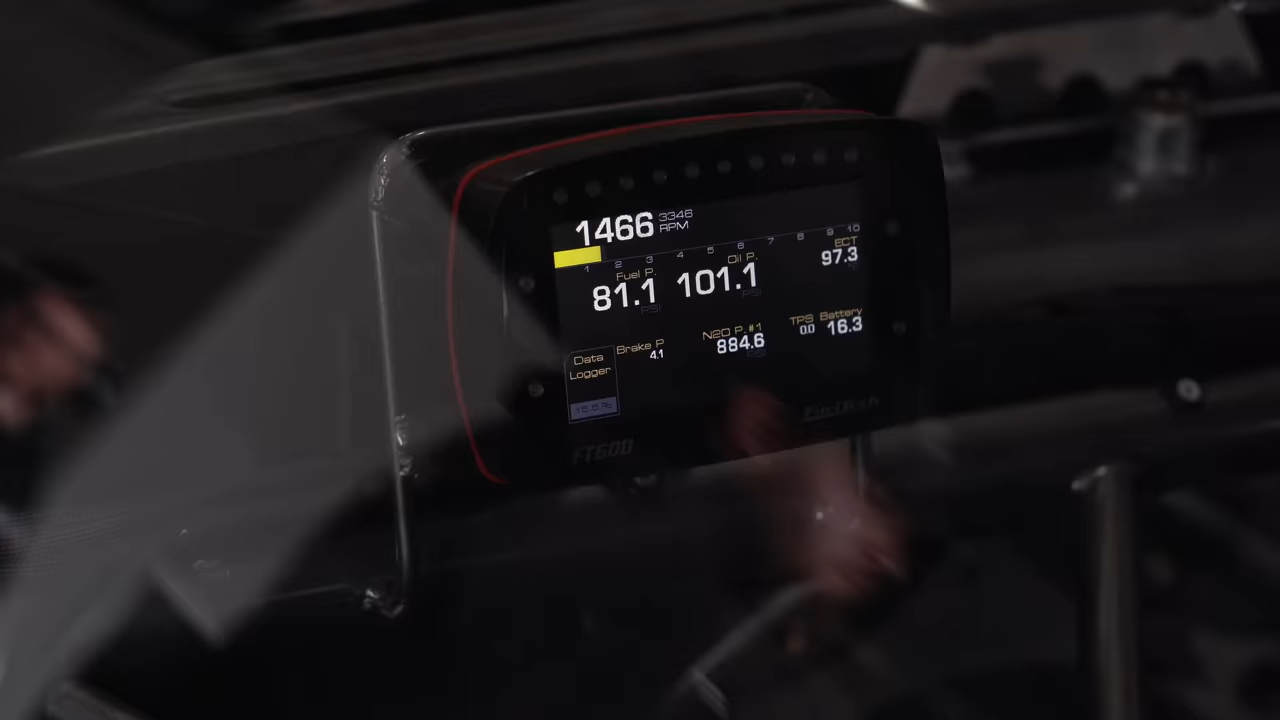 1466 3346
RPM
1 2 3 4 5 6 7 8 9 10
Fuel P. Oil P. ECT
81.1 101.1 97.3
PSI PSI
Brake P N2O P. #1 TPS Battery
4.1 884.6 0.0 16.3
PSI
Data
Logger
FT600 FuelTech